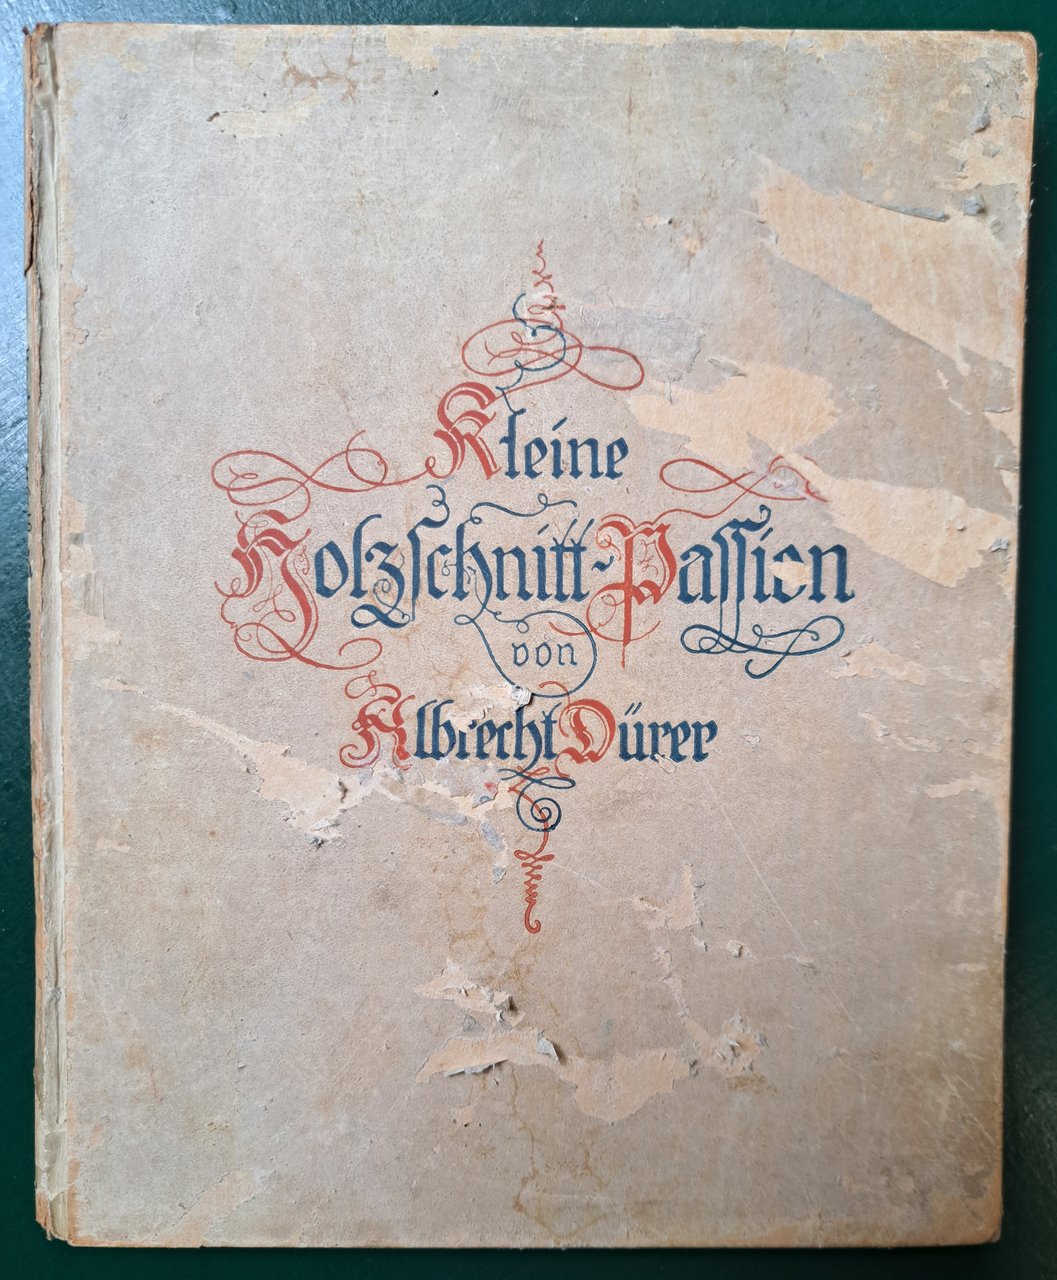 Kleine
Holzschnitt-Passion
von
Albrecht Dürer